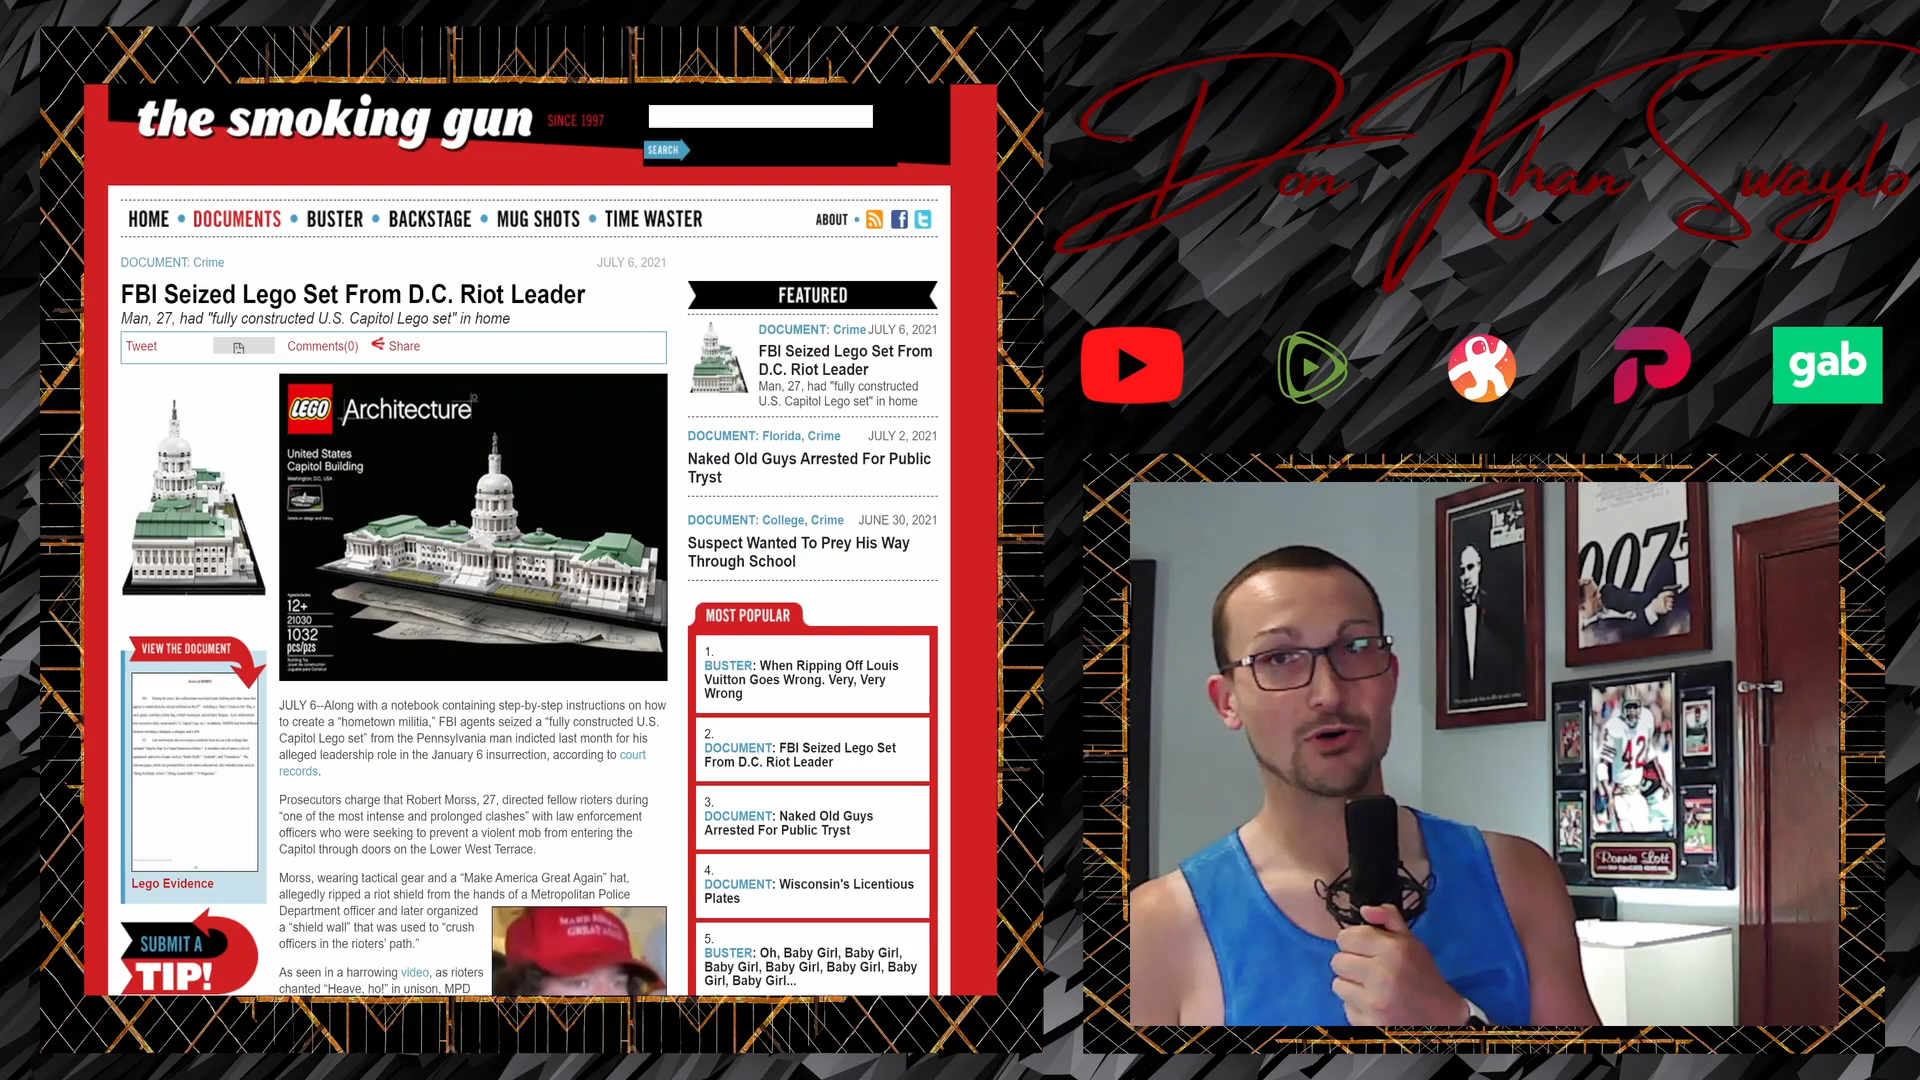 the smoking gun SINCE 1997
SEARCH
HOME • DOCUMENTS • BUSTER • BACKSTAGE • MUG SHOTS • TIME WASTER
ABOUT •
DOCUMENT: Crime
JULY 6, 2021
FBI Seized Lego Set From D.C. Riot Leader
Man, 27, had "fully constructed U.S. Capitol Lego set" in home
Tweet
Comments(0)
Share
LEGO Architecture
United States
Capitol Building
Washington, D.C., USA
12+
21030
1032
pcs/pzs
VIEW THE DOCUMENT
Lego Evidence
SUBMIT A
TIP!
JULY 6--Along with a notebook containing step-by-step instructions on how
to create a “hometown militia,” FBI agents seized a “fully constructed U.S.
Capitol Lego set” from the Pennsylvania man indicted last month for his
alleged leadership role in the January 6 insurrection, according to court
records.
Prosecutors charge that Robert Morss, 27, directed fellow rioters during
“one of the most intense and prolonged clashes” with law enforcement
officers who were seeking to prevent a violent mob from entering the
Capitol through doors on the Lower West Terrace.
Morss, wearing tactical gear and a “Make America Great Again” hat,
allegedly ripped a riot shield from the hands of a Metropolitan Police
Department officer and later organized
a “shield wall” that was used to “crush
officers in the rioters’ path.”
As seen in a harrowing video, as rioters
chanted “Heave, ho!” in unison, MPD
FEATURED
DOCUMENT: Crime JULY 6, 2021
FBI Seized Lego Set From
D.C. Riot Leader
Man, 27, had "fully constructed
U.S. Capitol Lego set" in home
DOCUMENT: Florida, Crime JULY 2, 2021
Naked Old Guys Arrested For Public
Tryst
DOCUMENT: College, Crime JUNE 30, 2021
Suspect Wanted To Prey His Way
Through School
MOST POPULAR
1.
BUSTER: When Ripping Off Louis
Vuitton Goes Wrong. Very, Very
Wrong
2.
DOCUMENT: FBI Seized Lego Set
From D.C. Riot Leader
3.
DOCUMENT: Naked Old Guys
Arrested For Public Tryst
4.
DOCUMENT: Wisconsin's Licentious
Plates
5.
BUSTER: Oh, Baby Girl, Baby Girl,
Baby Girl, Baby Girl, Baby Girl, Baby
Girl, Baby Girl...
Don Khan Swaylo
gab
007
42
Ronnie Lott